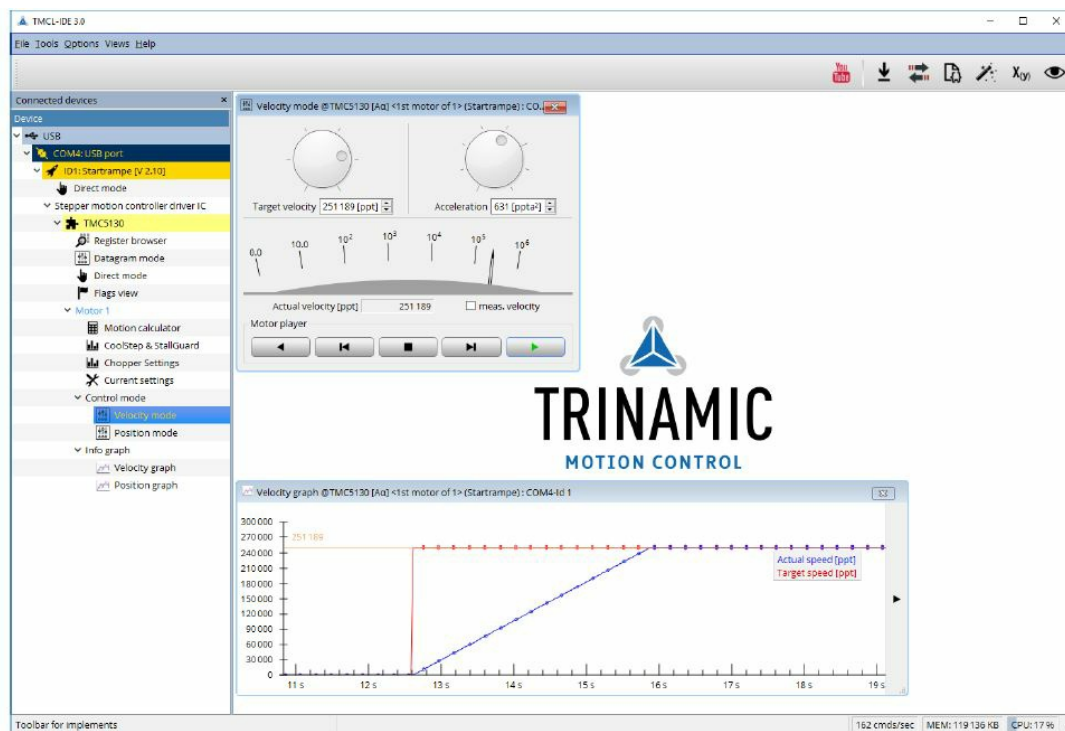 TMCL-IDE 3.0
File Tools Options Views Help
You
Tube
X(y)
Connected devices
Device
USB
COM4: USB port
ID1: Startrampe [V 2.10]
Direct mode
Stepper motion controller driver IC
TMC5130
Register browser
Datagram mode
Direct mode
Flags view
Motor 1
Motion calculator
CoolStep & StallGuard
Chopper Settings
Current settings
Control mode
Velocity mode
Position mode
Info graph
Velocity graph
Position graph
Velocity mode @TMC5130 [Aα] <1st motor of 1> (Startrampe) : CO...
Target velocity 251 189 [ppt]
Acceleration 631 [ppta²]
0.0 10.0 10² 10³ 10⁴ 10⁵ 10⁶
Actual velocity [ppt] 251 189 meas. velocity
Motor player
TRINAMIC
MOTION CONTROL
Velocity graph @TMC5130 [Aα] <1st motor of 1> (Startrampe) : COM4-Id 1
300 000
270 000
251 189
240 000
210 000
180 000
150 000
120 000
90 000
60 000
30 000
0
Actual speed [ppt]
Target speed [ppt]
11 s 12 s 13 s 14 s 15 s 16 s 17 s 18 s 19 s
Toolbar for implements
162 cmds/sec MEM: 119 136 KB CPU: 17 %